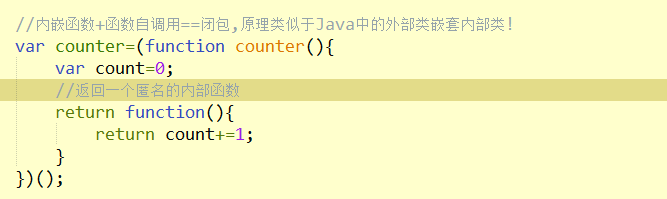 //内嵌函数+函数自调用==闭包,原理类似于Java中的外部类嵌套内部类!
var counter=(function counter(){
    var count=0;
    //返回一个匿名的内部函数
    return function(){
        return count+=1;
    }
})();